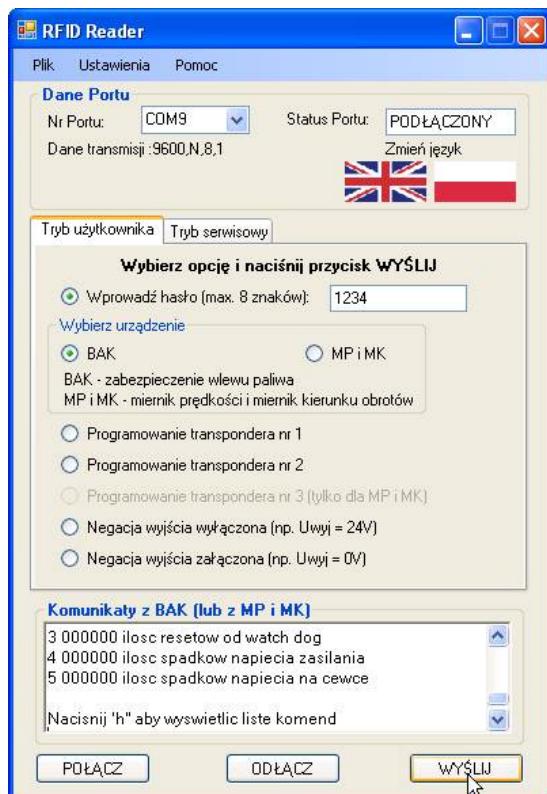 RFID Reader
Plik Ustawienia Pomoc
Dane Portu
Nr Portu: COM9 Status Portu: PODŁĄCZONY
Dane transmisji :9600,N,8,1 Zmień język
Tryb użytkownika Tryb serwisowy
Wybierz opcję i naciśnij przycisk WYŚLIJ
Wprowadź hasło (max. 8 znaków): 1234
Wybierz urządzenie
BAK MP i MK
BAK - zabezpieczenie wlewu paliwa
MP i MK - miernik prędkości i miernik kierunku obrotów
Programowanie transpondera nr 1
Programowanie transpondera nr 2
Programowanie transpondera nr 3 (tylko dla MP i MK)
Negacja wyjścia wyłączona (np. Uwyj = 24V)
Negacja wyjścia załączona (np. Uwyj = 0V)
Komunikaty z BAK (lub z MP i MK)
3 000000 ilosc resetow od watch dog
4 000000 ilosc spadkow napiecia zasilania
5 000000 ilosc spadkow napiecia na cewce
Nacisnij 'h'' aby wyswietlic liste komend
POŁĄCZ ODŁĄCZ WYŚLIJ